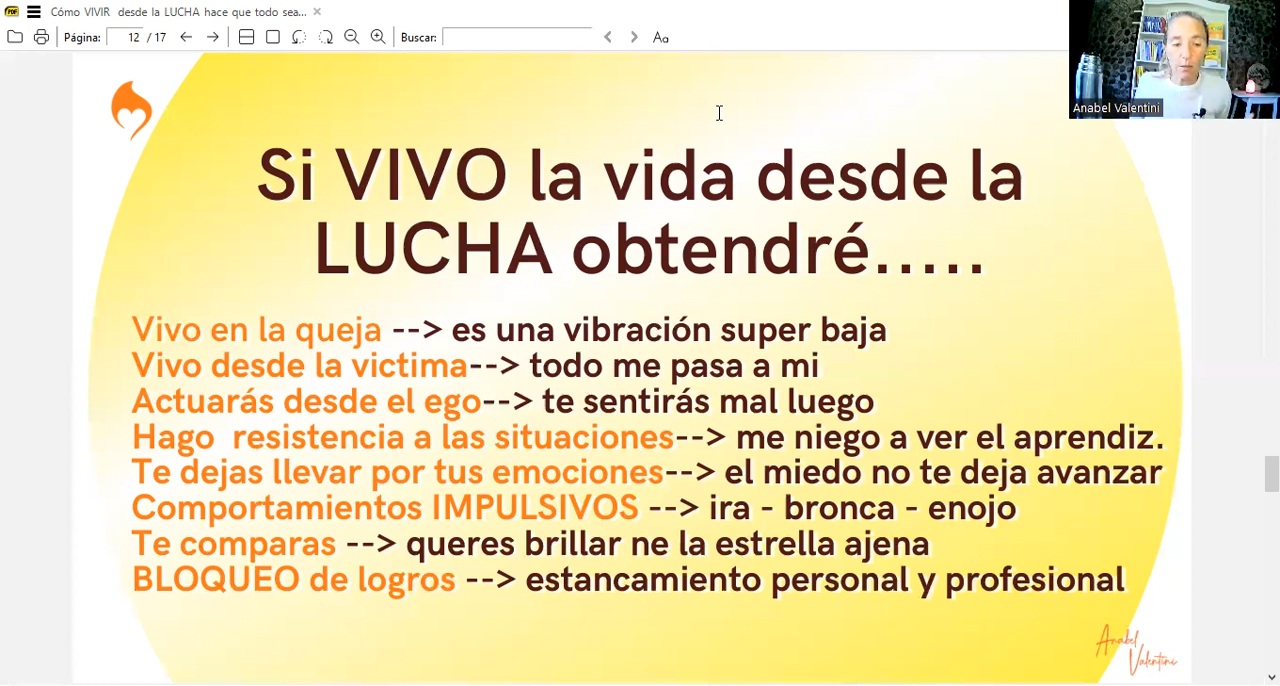 Cómo VIVIR desde la LUCHA hace que todo sea...
Página: 12 / 17
Buscar:
Aa
Anabel Valentini
Si VIVO la vida desde la
LUCHA obtendré.....
Vivo en la queja --> es una vibración super baja
Vivo desde la victima--> todo me pasa a mi
Actuarás desde el ego--> te sentirás mal luego
Hago resistencia a las situaciones--> me niego a ver el aprendiz.
Te dejas llevar por tus emociones--> el miedo no te deja avanzar
Comportamientos IMPULSIVOS --> ira - bronca - enojo
Te comparas --> queres brillar ne la estrella ajena
BLOQUEO de logros --> estancamiento personal y profesional
Anabel
Valentini